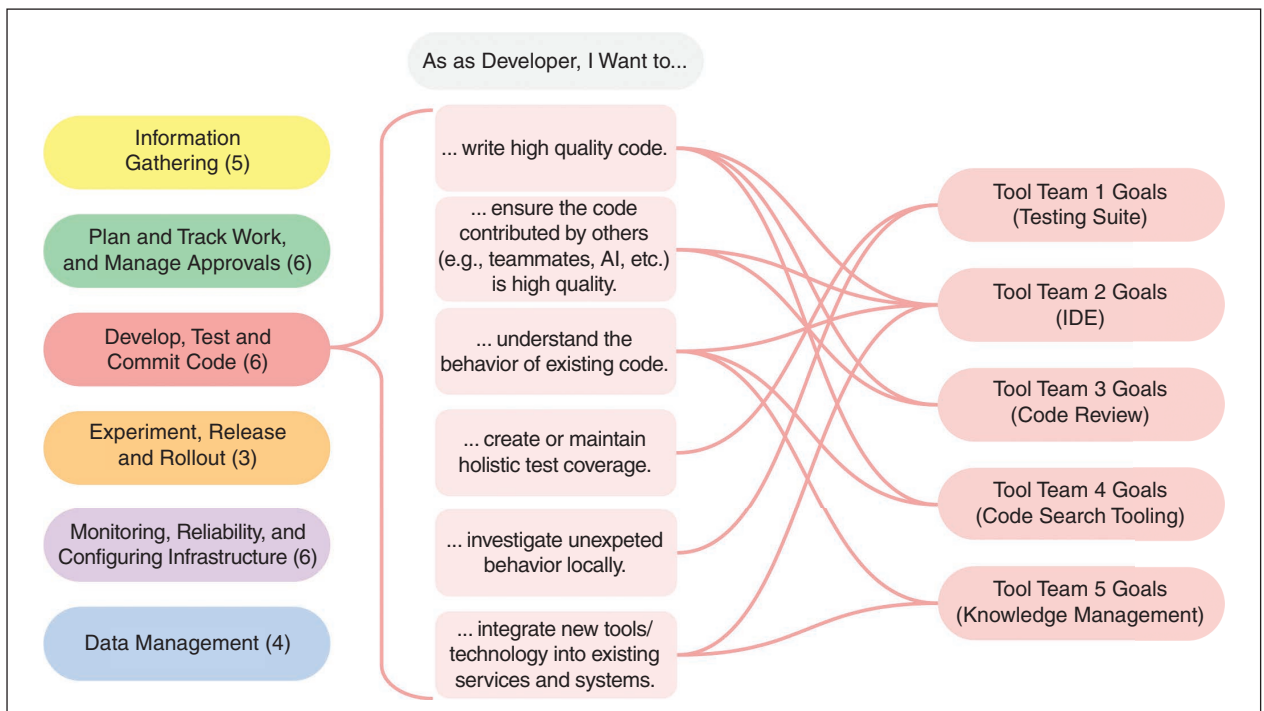 As as Developer, I Want to...
Information
Gathering (5)
Plan and Track Work,
and Manage Approvals (6)
Develop, Test and
Commit Code (6)
Experiment, Release
and Rollout (3)
Monitoring, Reliability, and
Configuring Infrastructure (6)
Data Management (4)
... write high quality code.
... ensure the code
contributed by others
(e.g., teammates, AI, etc.)
is high quality.
... understand the
behavior of existing code.
... create or maintain
holistic test coverage.
... investigate unexpeted
behavior locally.
... integrate new tools/
technology into existing
services and systems.
Tool Team 1 Goals
(Testing Suite)
Tool Team 2 Goals
(IDE)
Tool Team 3 Goals
(Code Review)
Tool Team 4 Goals
(Code Search Tooling)
Tool Team 5 Goals
(Knowledge Management)